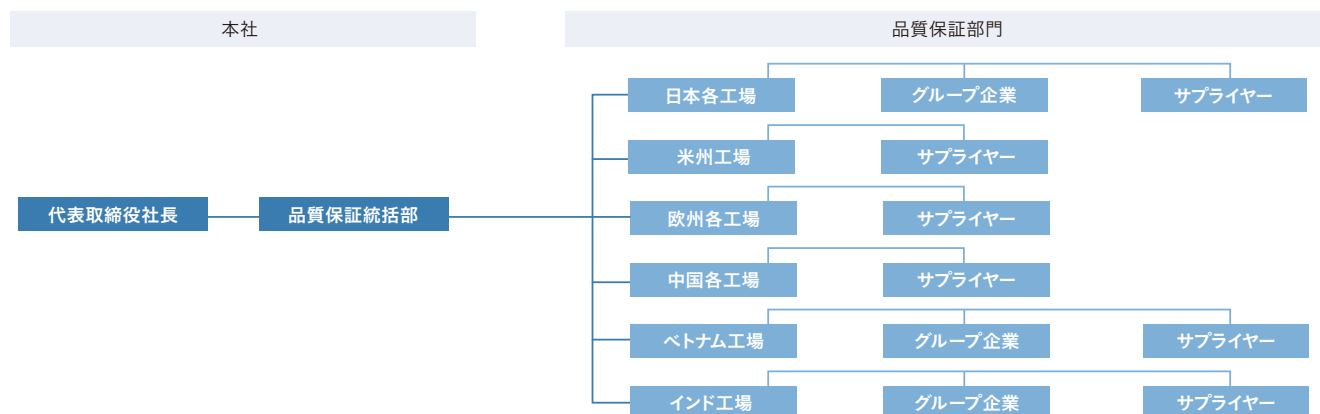 本社
品質保証部門
日本各工場
グループ企業
サプライヤー
米州工場
サプライヤー
代表取締役社長
品質保証統括部
欧州各工場
サプライヤー
中国各工場
サプライヤー
ベトナム工場
グループ企業
サプライヤー
インド工場
グループ企業
サプライヤー